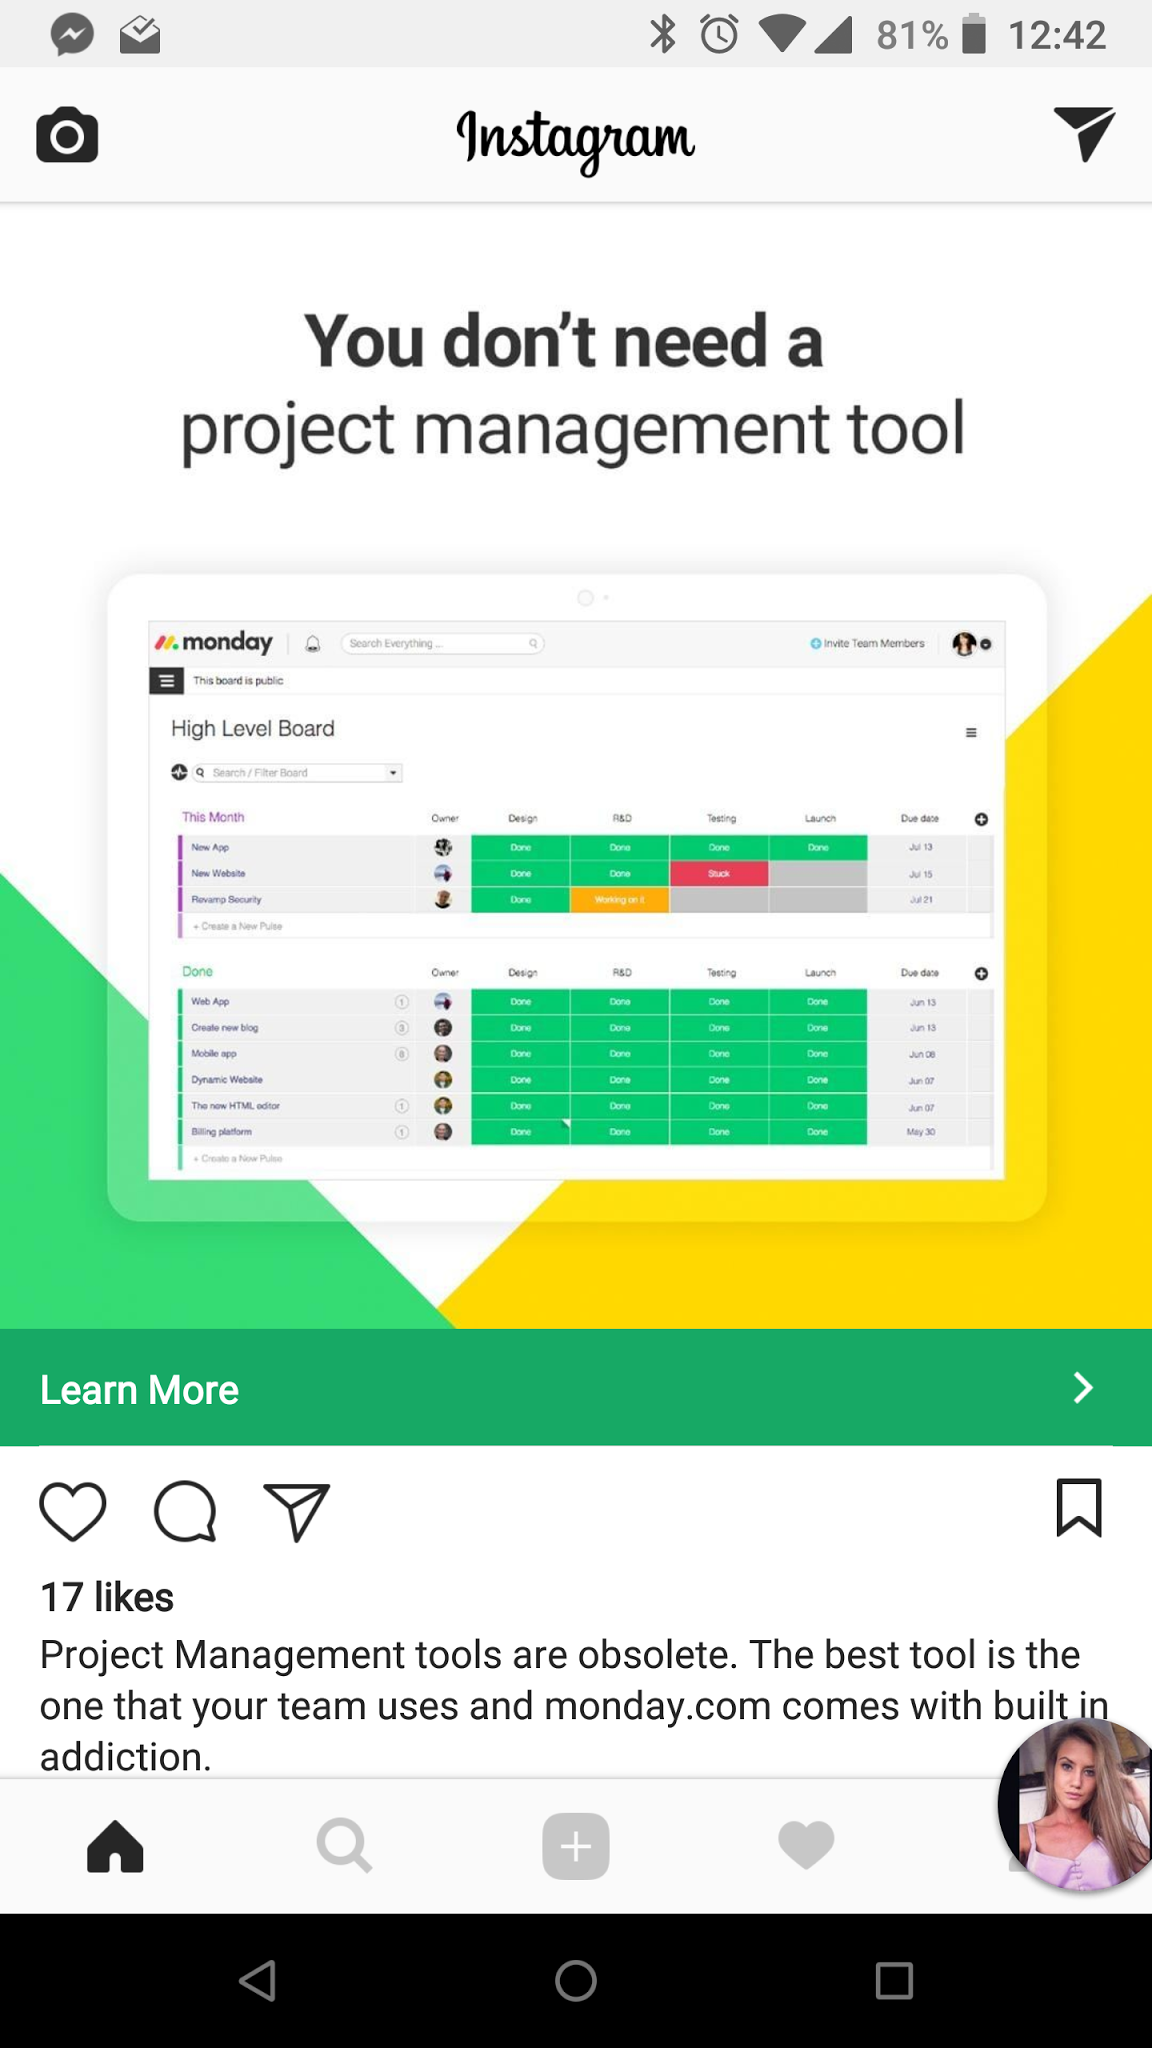 81% 12:42
Instagram
You don't need a
project management tool
monday Search Everything ... Invite Team Members
This board is public
High Level Board
Search / Filter Board
This Month Owner Design R&D Testing Launch Due date
New App Done Done Done Done Jul 13
New Website Done Done Stuck Jul 15
Revamp Security Done Working on it Jul 21
+ Create a New Pulse
Done Owner Design R&D Testing Launch Due date
Web App 1 Done Done Done Done Jun 13
Create new blog 3 Done Done Done Done Jun 13
Mobile app 8 Done Done Done Done Jun 08
Dynamic Website Done Done Done Done Jun 07
The new HTML editor 1 Done Done Done Done Jun 07
Billing platform 1 Done Done Done Done May 30
+ Create a New Pulse
Learn More
17 likes
Project Management tools are obsolete. The best tool is the
one that your team uses and monday.com comes with built in
addiction.